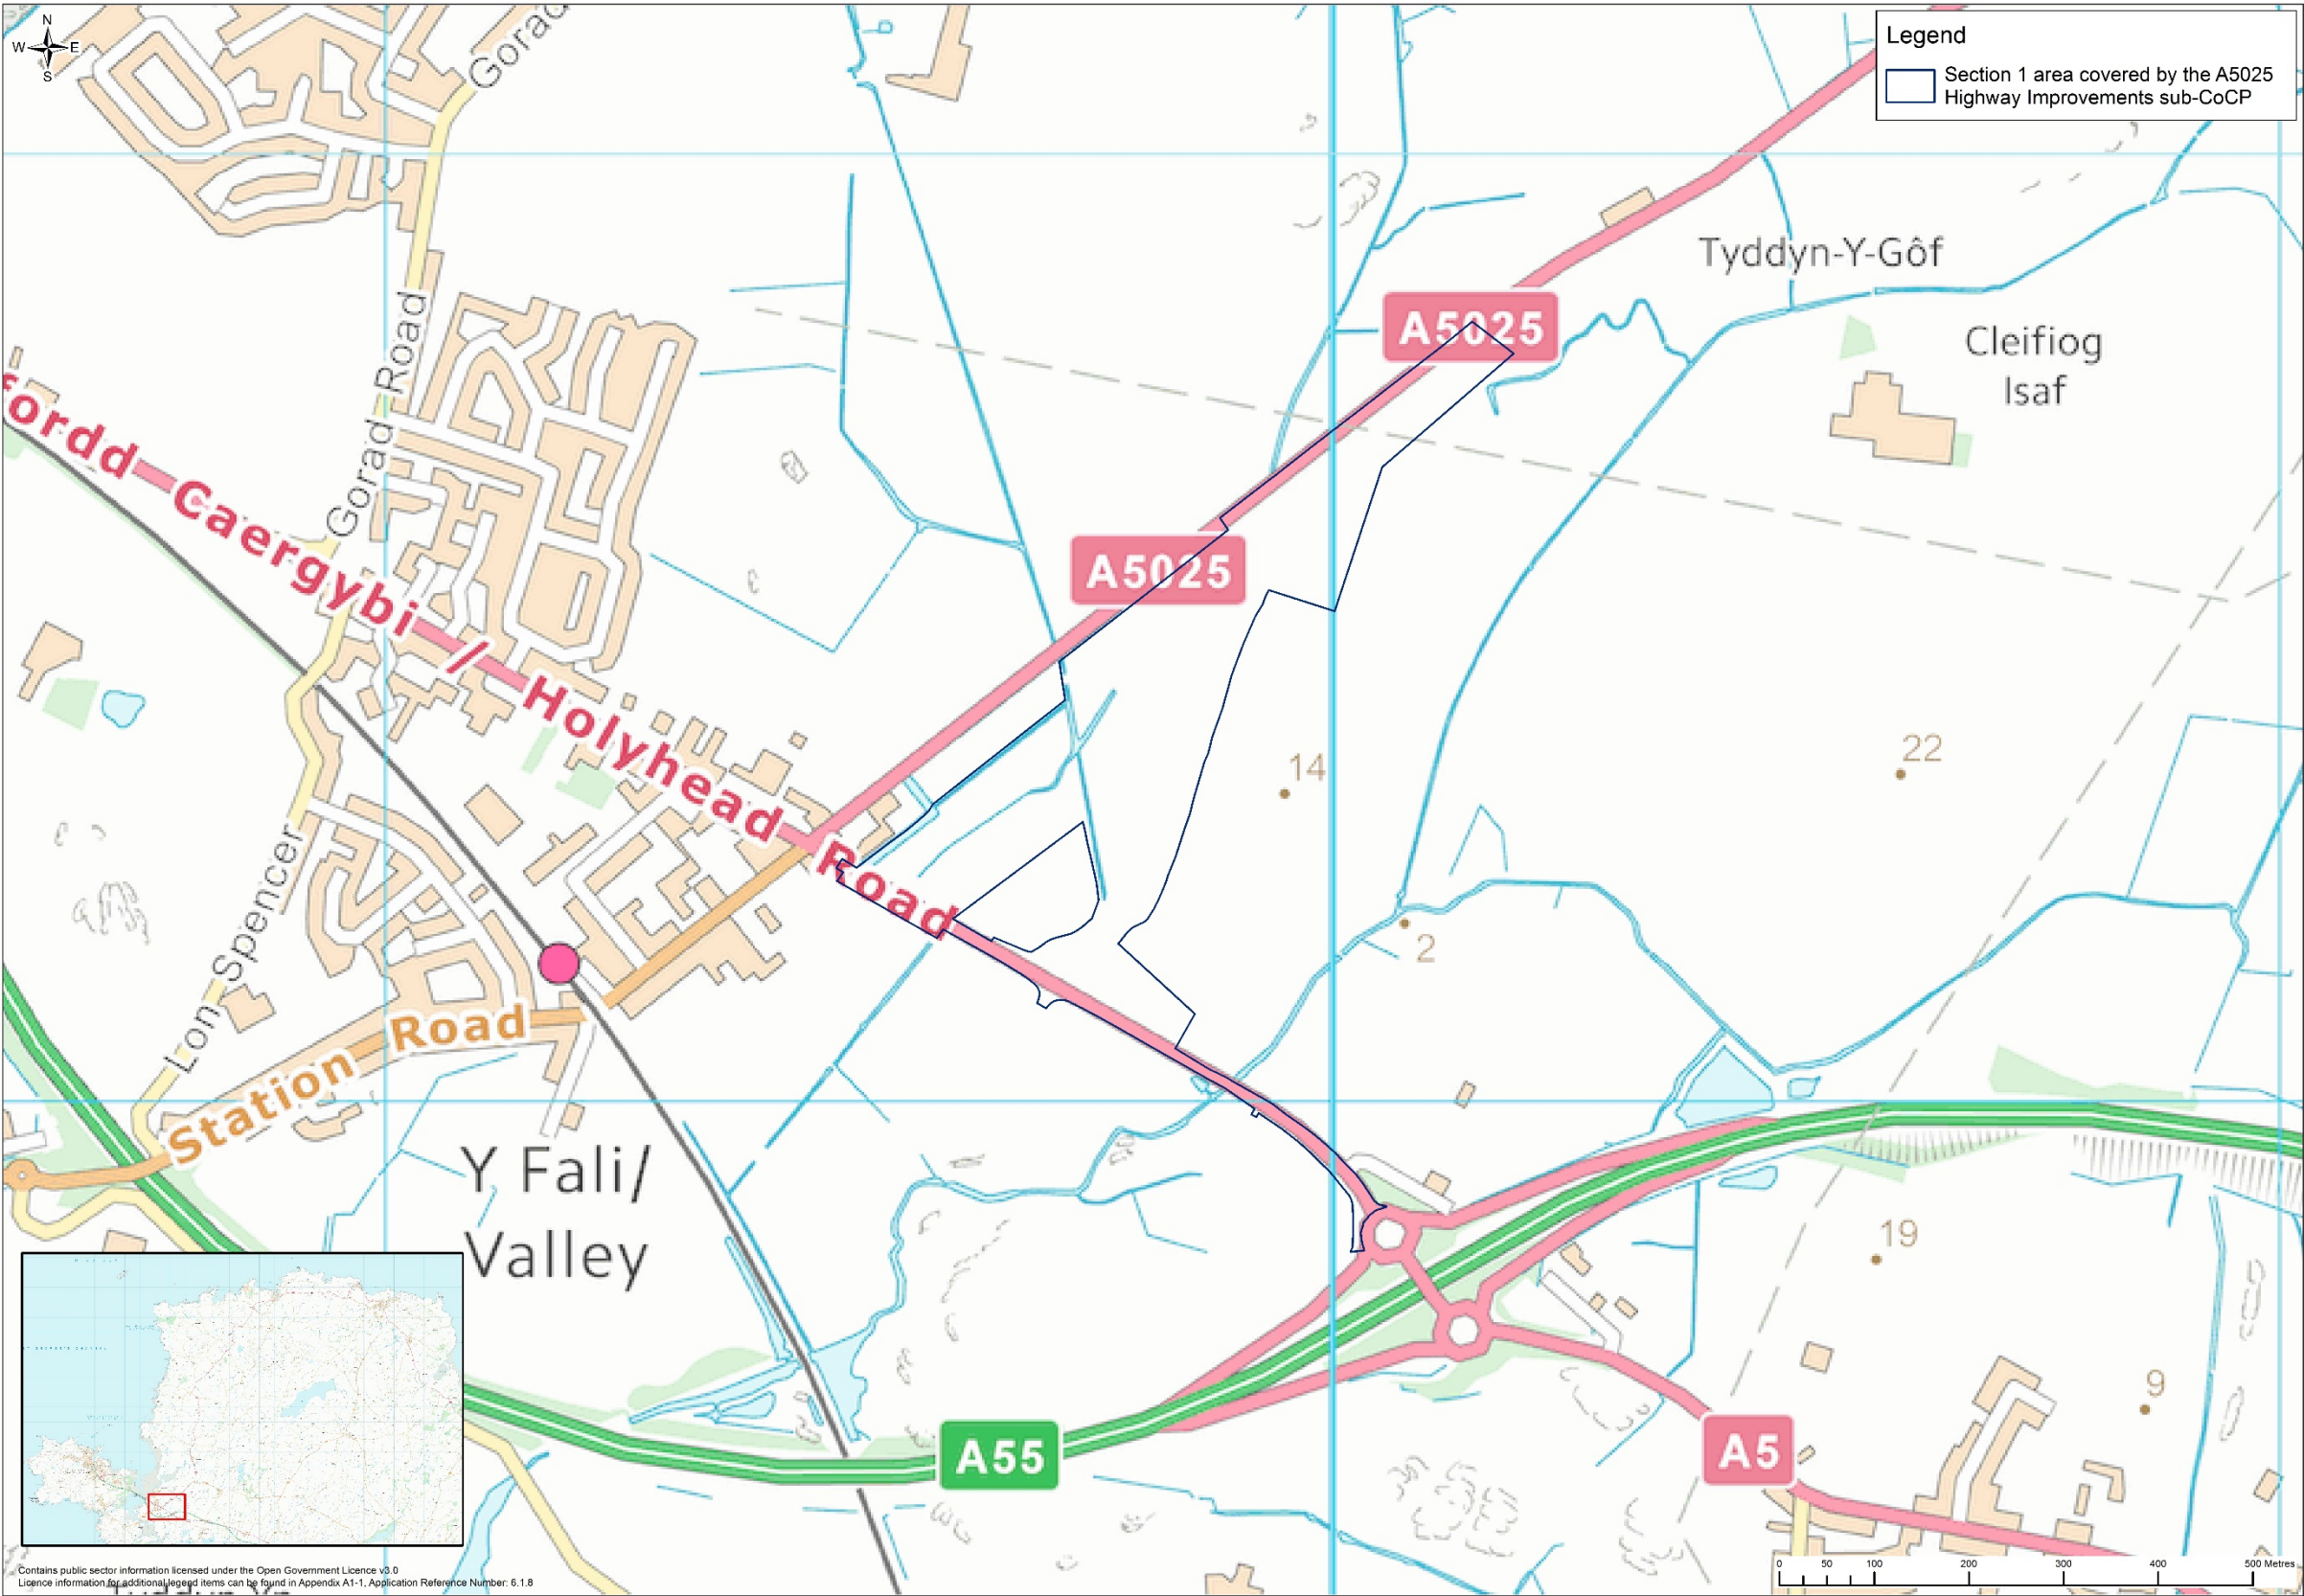 N
W
E
S
Gorad
Legend
Section 1 area covered by the A5025
Highway Improvements sub-CoCP
Tyddyn-Y-Gôf
A5025
Cleifiog
Isaf
Gorad Road
ffordd Caergybi / Holyhead Road
A5025
14
22
Lon Spencer
2
Station Road
Y Fali/
Valley
19
9
A55
A5
0 50 100 200 300 400 500 Metres
Contains public sector information licensed under the Open Government Licence v3.0
Licence information for additional legend items can be found in Appendix A1-1, Application Reference Number: 6.1.8